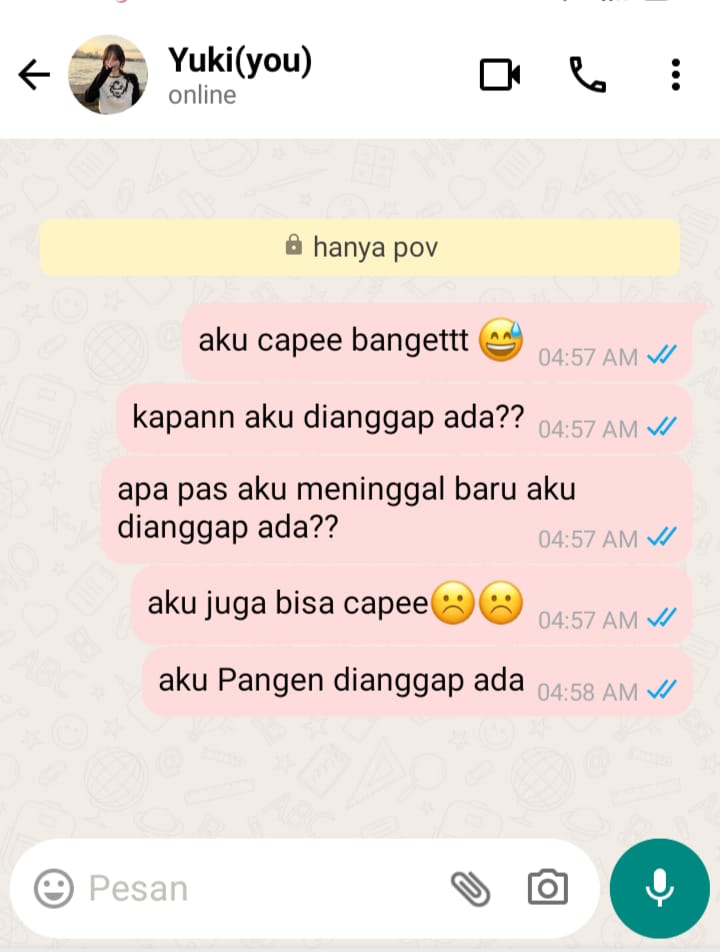 Yuki(you)
online
hanya pov
aku capee bangettt 😅 04:57 AM
kapann aku dianggap ada?? 04:57 AM
apa pas aku meninggal baru aku
dianggap ada?? 04:57 AM
aku juga bisa capee☹️☹️ 04:57 AM
aku Pangen dianggap ada 04:58 AM
Pesan